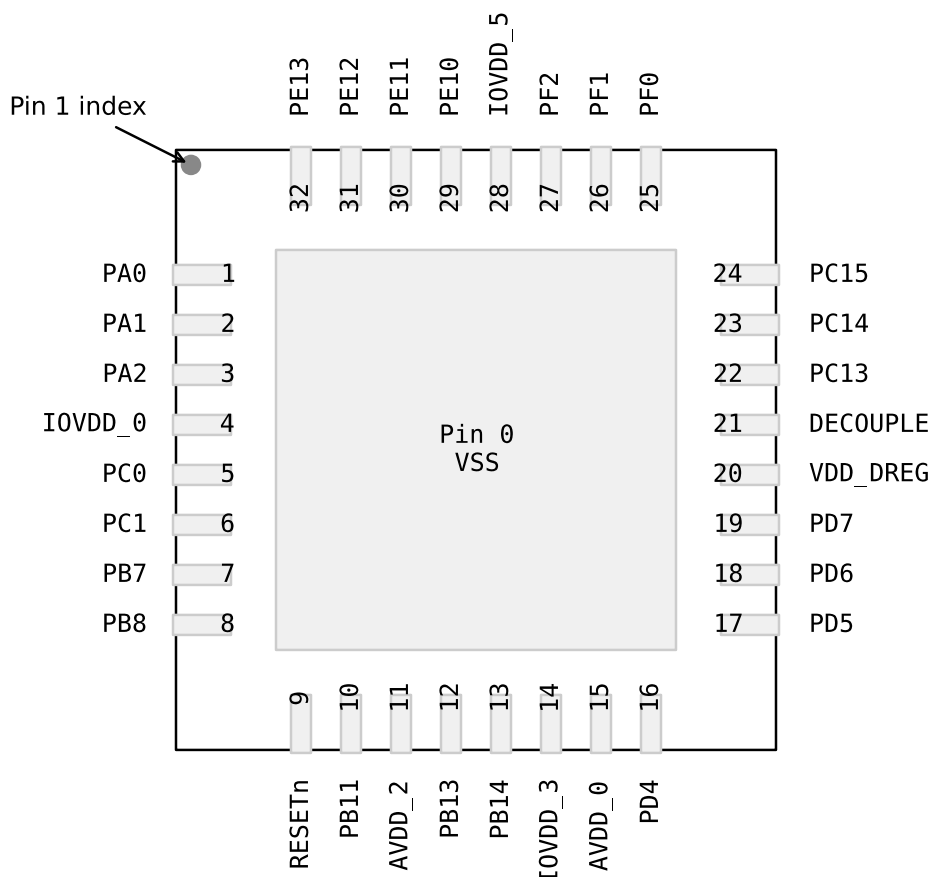 PE13
PE12
PE11
PE10
IOVDD_5
PF2
PF1
PF0
Pin 1 index
32
31
30
29
28
27
26
25
PA0 1
PA1 2
PA2 3
IOVDD_0 4
PC0 5
PC1 6
PB7 7
PB8 8
24 PC15
23 PC14
22 PC13
21 DECOUPLE
20 VDD_DREG
19 PD7
18 PD6
17 PD5
Pin 0
VSS
9
10
11
12
13
14
15
16
RESETn
PB11
AVDD_2
PB13
PB14
IOVDD_3
AVDD_0
PD4